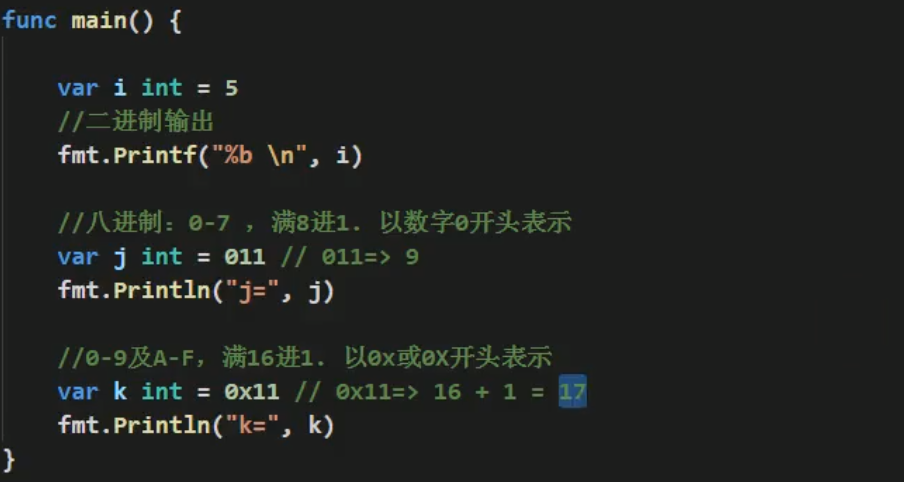 func main() {
var i int = 5
//二进制输出
fmt.Printf("%b \n", i)
//八进制：0-7 ，满8进1. 以数字0开头表示
var j int = 011 // 011=> 9
fmt.Println("j=", j)
//0-9及A-F，满16进1. 以0x或0X开头表示
var k int = 0x11 // 0x11=> 16 + 1 = 17
fmt.Println("k=", k)
}